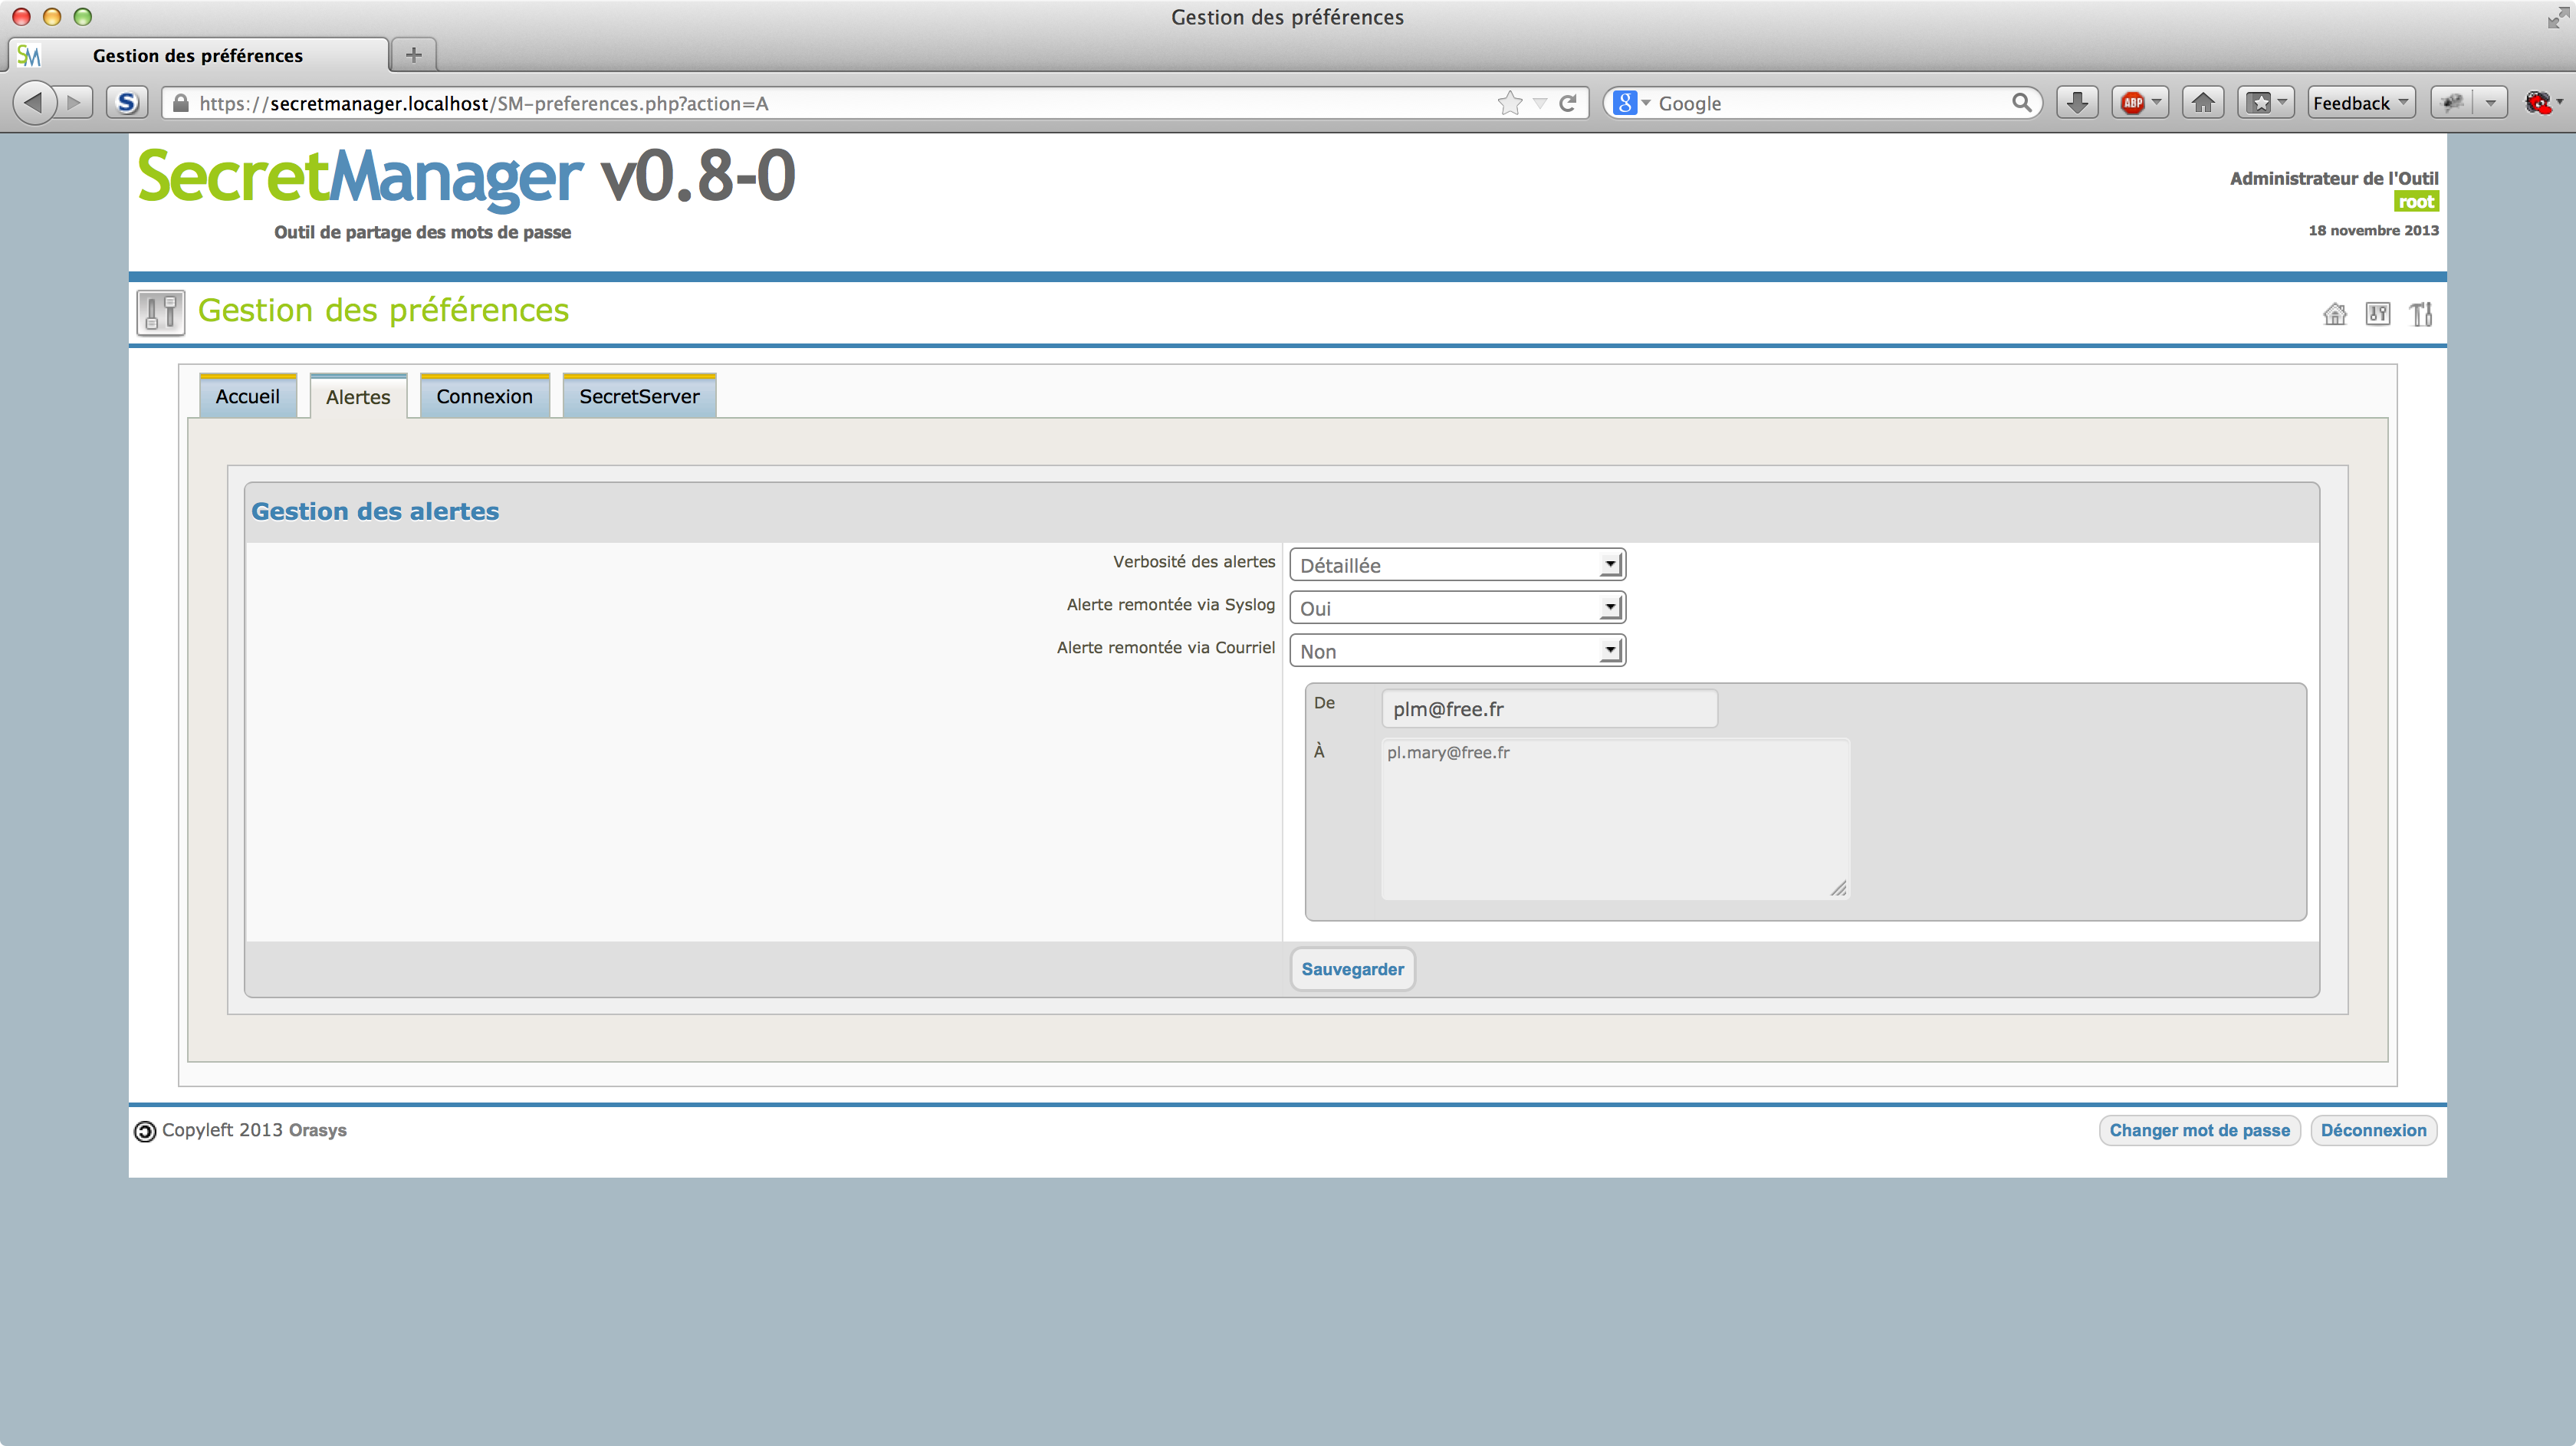 Gestion des préférences
SM Gestion des préférences
S https://secretmanager.localhost/SM-preferences.php?action=A g Google ABP Feedback
SecretManager v0.8-0
Outil de partage des mots de passe
Administrateur de l'Outil
root
18 novembre 2013
Gestion des préférences
Accueil Alertes Connexion SecretServer
Gestion des alertes
Verbosité des alertes Détaillée
Alerte remontée via Syslog Oui
Alerte remontée via Courriel Non
De plm@free.fr
À pl.mary@free.fr
Sauvegarder
Copyleft 2013 Orasys Changer mot de passe Déconnexion